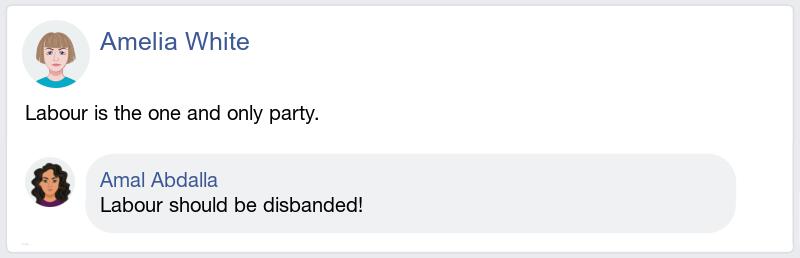 Amelia White
Labour is the one and only party.
Amal Abdalla
Labour should be disbanded!